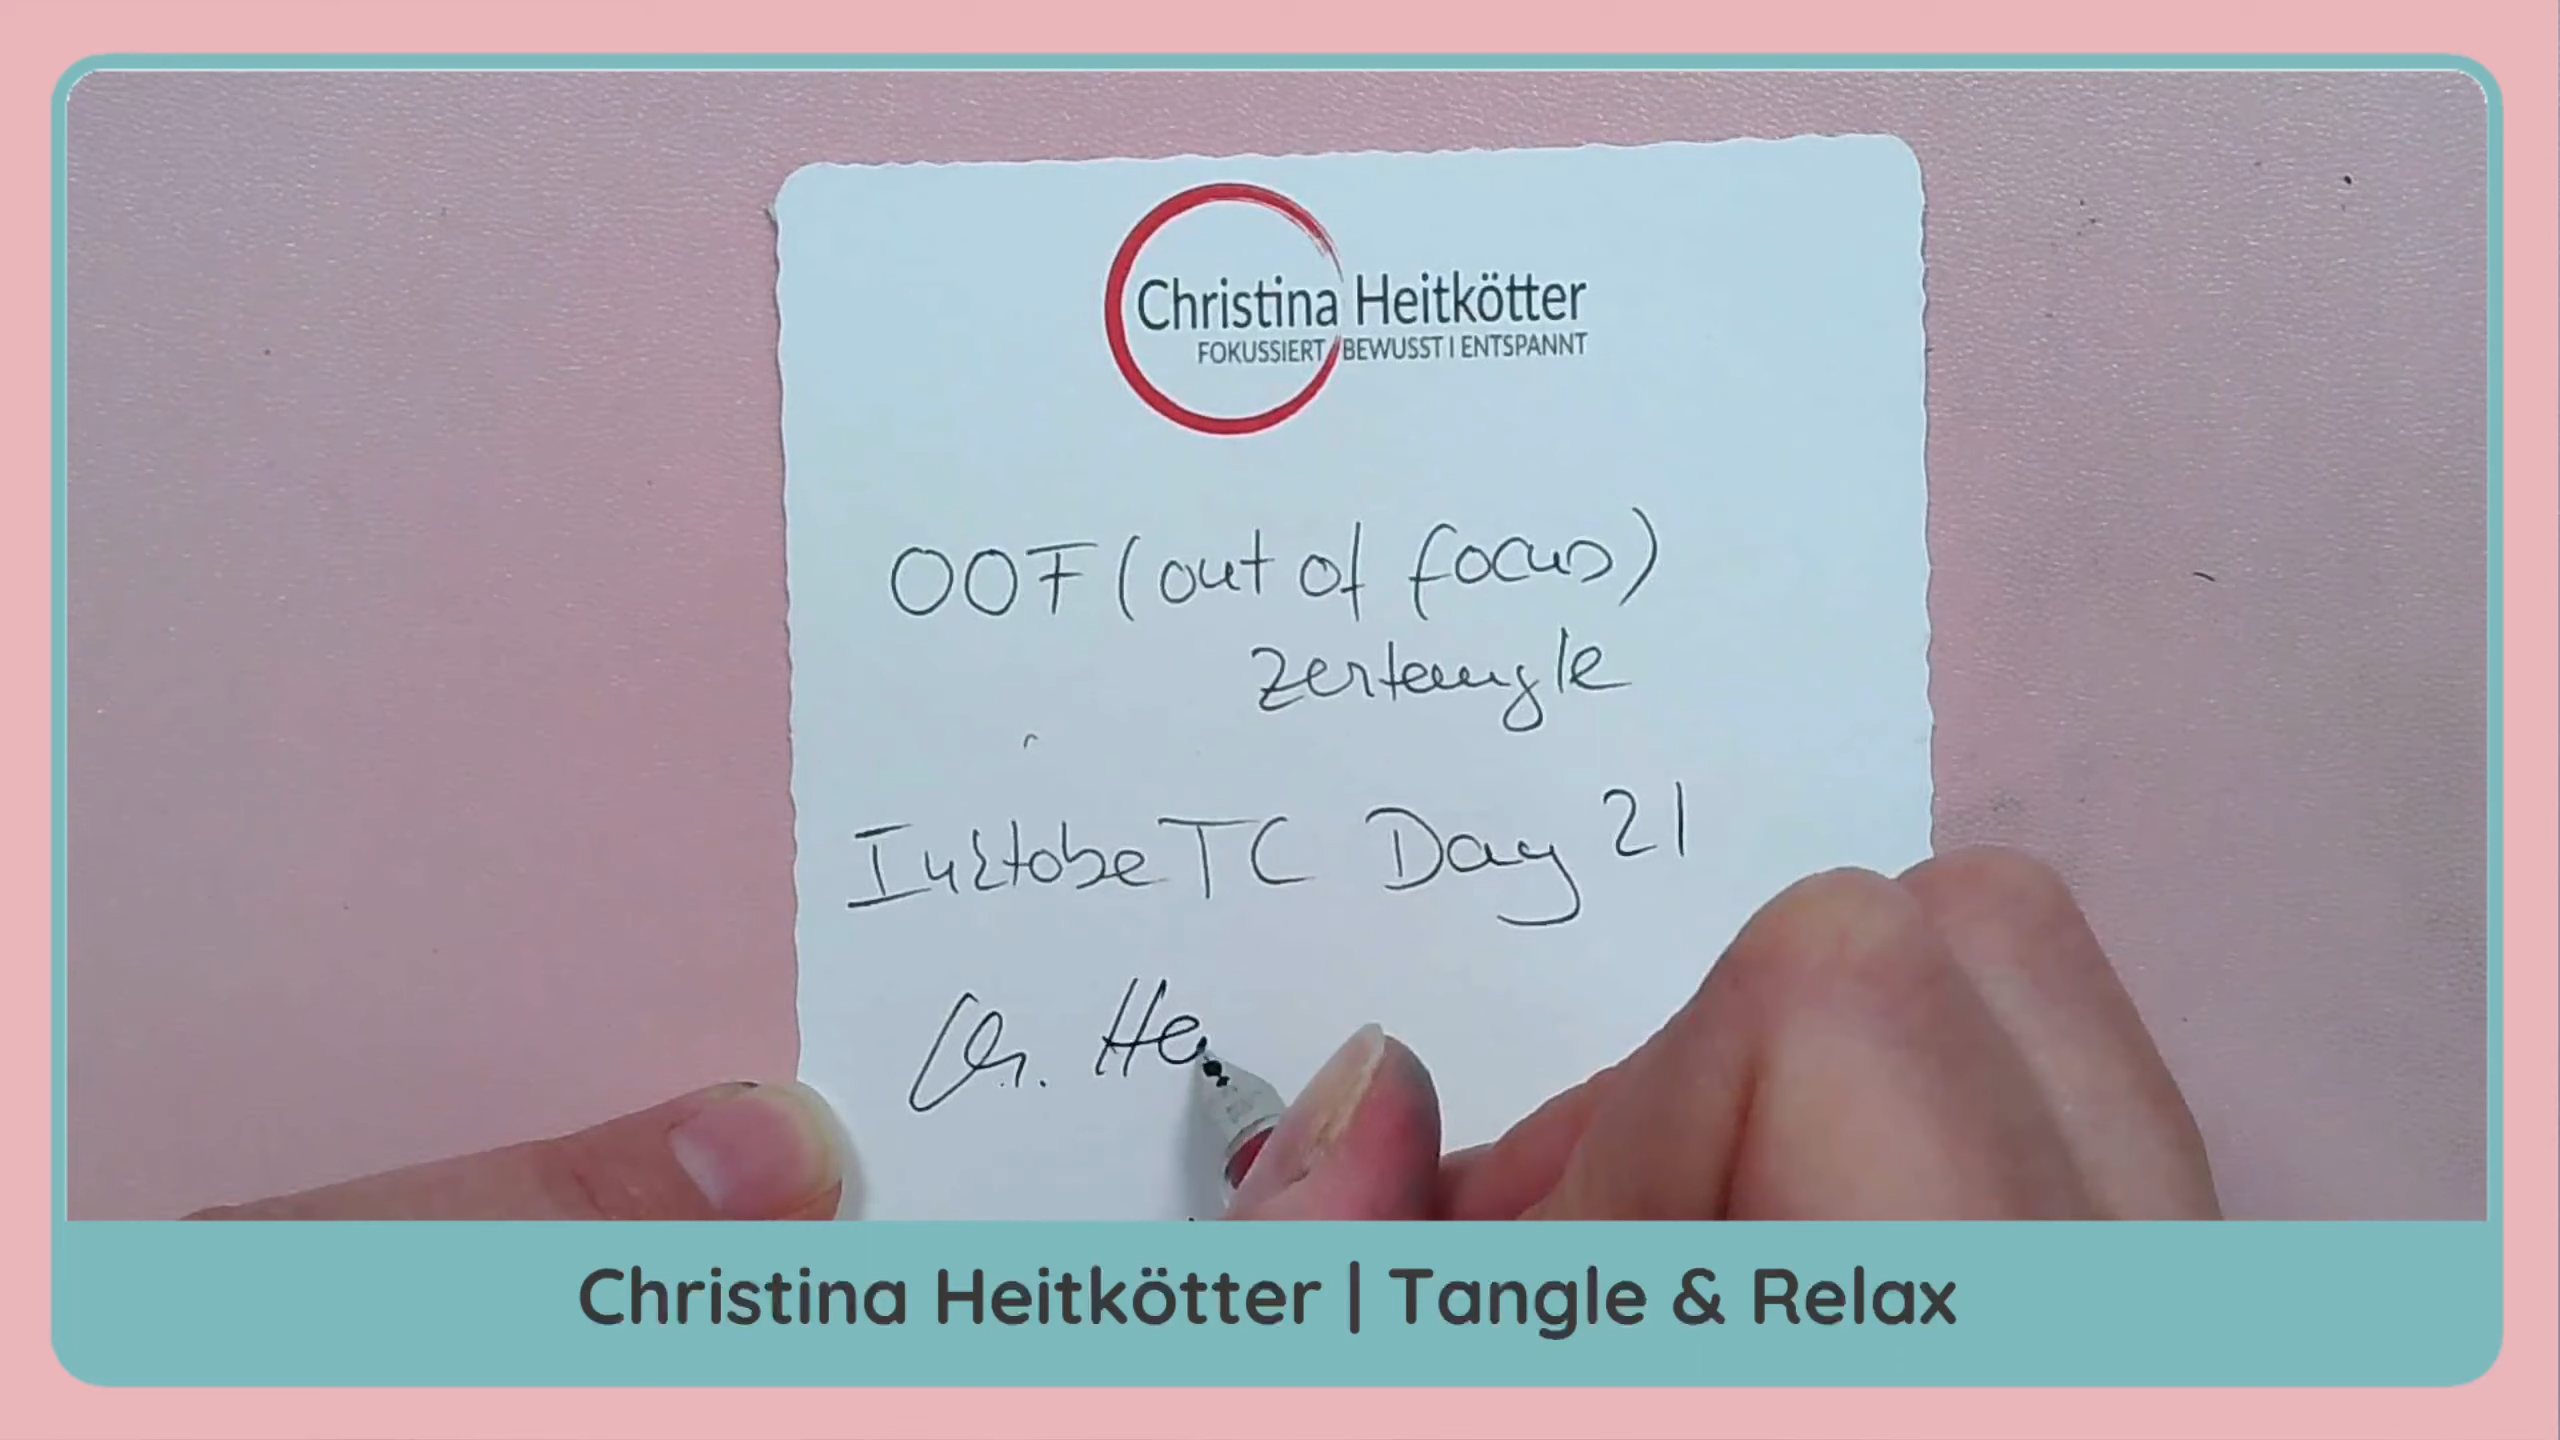 Christina Heitkötter
FOKUSSIERT BEWUSST I ENTSPANNT
OOF (out of focus)
zentangle
InktobeTC Day 21
Ch. He
Christina Heitkötter | Tangle & Relax